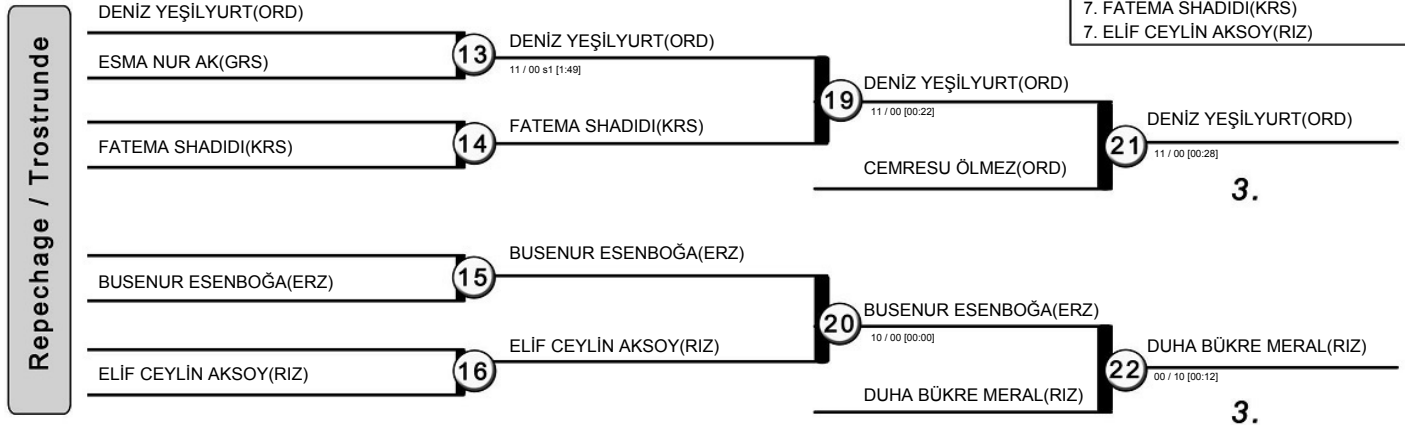 7. FATEMA SHADIDI(KRS)
7. ELİF CEYLİN AKSOY(RIZ)
Repechage / Trostrunde
DENİZ YEŞİLYURT(ORD)
ESMA NUR AK(GRS)
13
DENİZ YEŞİLYURT(ORD)
11 / 00 s1 [1:49]
FATEMA SHADIDI(KRS)
14
FATEMA SHADIDI(KRS)
19
DENİZ YEŞİLYURT(ORD)
11 / 00 [00:22]
CEMRESU ÖLMEZ(ORD)
21
DENİZ YEŞİLYURT(ORD)
11 / 00 [00:28]
3.
BUSENUR ESENBOĞA(ERZ)
15
BUSENUR ESENBOĞA(ERZ)
ELİF CEYLİN AKSOY(RIZ)
16
ELİF CEYLİN AKSOY(RIZ)
20
BUSENUR ESENBOĞA(ERZ)
10 / 00 [00:00]
DUHA BÜKRE MERAL(RIZ)
22
DUHA BÜKRE MERAL(RIZ)
00 / 10 [00:12]
3.